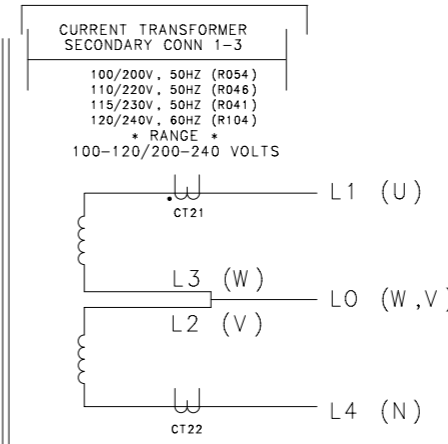 CURRENT TRANSFORMER
SECONDARY CONN 1-3
100/200V, 50HZ (R054)
110/220V, 50HZ (R046)
115/230V, 50HZ (R041)
120/240V, 60HZ (R104)
* RANGE *
100-120/200-240 VOLTS
L1 (U)
CT21
L3 (W)
L0 (W,V)
L2 (V)
L4 (N)
CT22